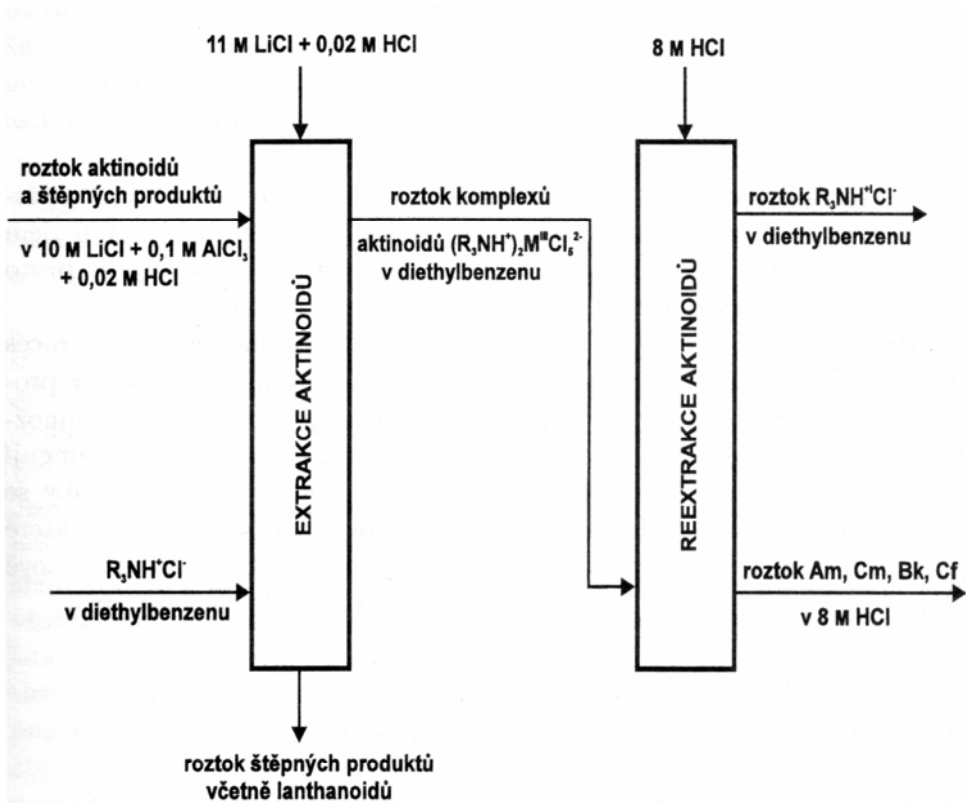 11 M LiCl + 0,02 M HCl
8 M HCl
roztok aktinoidů
a štěpných produktů
v 10 M LiCl + 0,1 M AlCl₃
+ 0,02 M HCl
EXTRAKCE AKTINOIDŮ
roztok komplexů
aktinoidů (R₃NH⁺)₂MᴵᴵᴵCl₅²⁻
v diethylbenzenu
REEXTRAKCE AKTINOIDŮ
roztok R₃NH⁺ᴵCl⁻
v diethylbenzenu
R₃NH⁺Cl⁻
v diethylbenzenu
roztok Am, Cm, Bk, Cf
v 8 M HCl
roztok štěpných produktů
včetně lanthanoidů